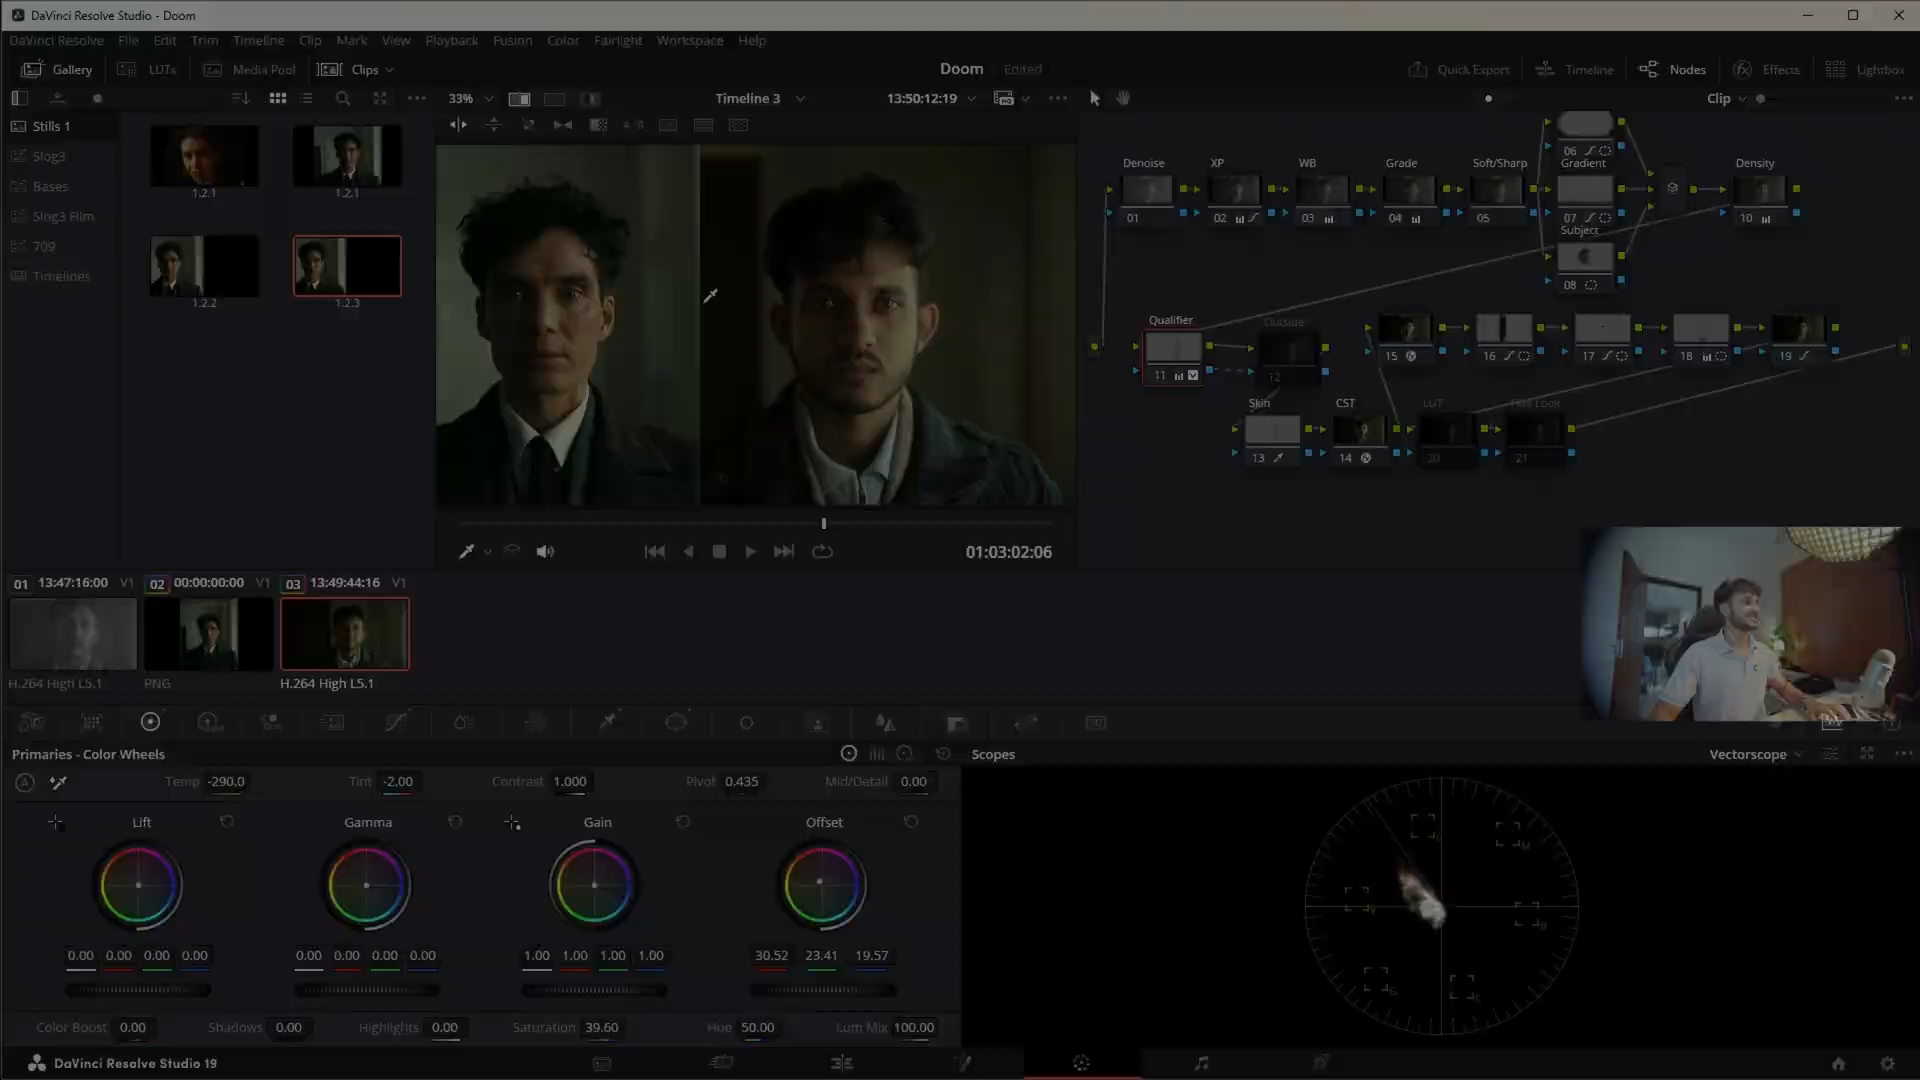 DaVinci Resolve Studio - Doom
DaVinci Resolve File Edit Trim Timeline Clip Mark View Playback Fusion Color Fairlight Workspace Help
Gallery LUTs Media Pool Clips Doom Edited Quick Export Timeline Nodes Effects Lightbox
33% Timeline 3 13:50:12:19 Clip
Stills 1
Slog3
Bases
Slog3 Film
709
Timelines
1.2.1 1.2.1
1.2.2 1.2.3
01:03:02:06
06
Denoise XP WB Grade Soft/Sharp Gradient Density
01 02 03 04 05 07 10
Subject
08
Qualifier Outside
11 12 15 16 17 18 19
Skin CST LUT
13 14 20 21
01 13:47:16:00 V1 02 00:00:00:00 V1 03 13:49:44:16 V1
H.264 High L5.1 PNG H.264 High L5.1
Primaries - Color Wheels
Temp -290.0 Tint -2.00 Contrast 1.000 Pivot 0.435 Mid/Detail 0.00
Lift Gamma Gain Offset
0.00 0.00 0.00 0.00 0.00 0.00 0.00 0.00 1.00 1.00 1.00 1.00 30.52 23.41 19.57
Color Boost 0.00 Shadows 0.00 Highlights 0.00 Saturation 39.60 Hue 50.00 Lum Mix 100.00
Scopes Vectorscope
DaVinci Resolve Studio 19